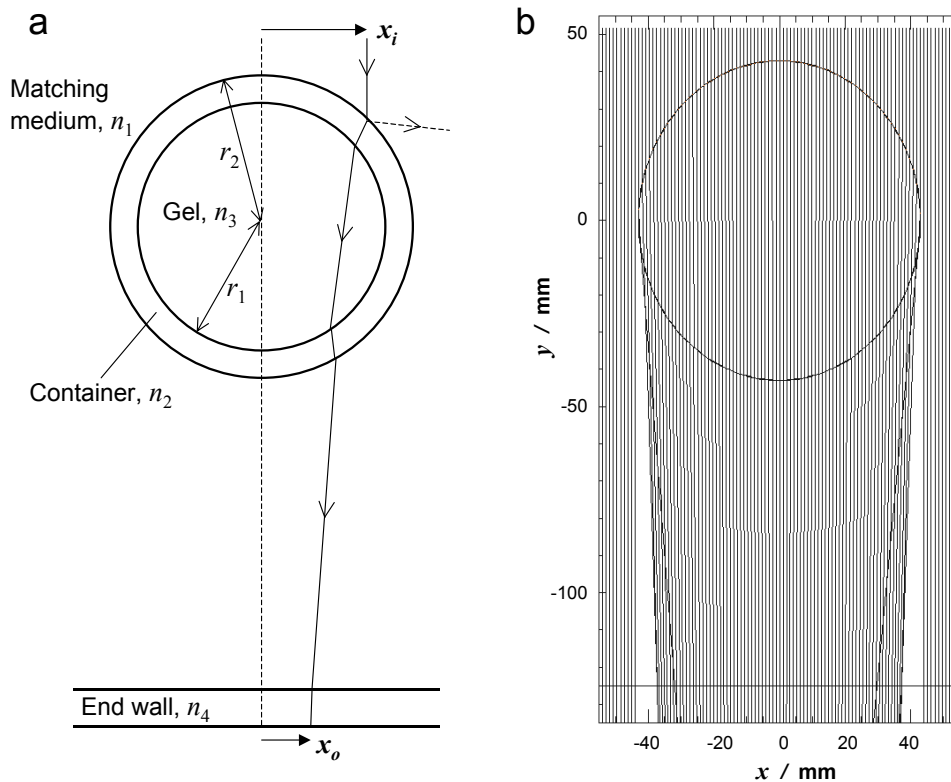 a
x_i
Matching
medium, n_1
r_2
Gel, n_3
r_1
Container, n_2
End wall, n_4
x_o
b
50
0
-50
-100
y / mm
-40 -20 0 20 40
x / mm